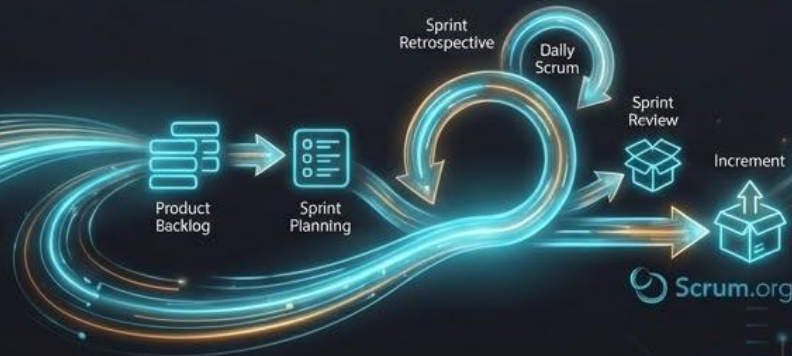 Sprint
Retrospective
Daily
Scrum
Sprint
Review
Increment
Product
Backlog
Sprint
Planning
Scrum.org